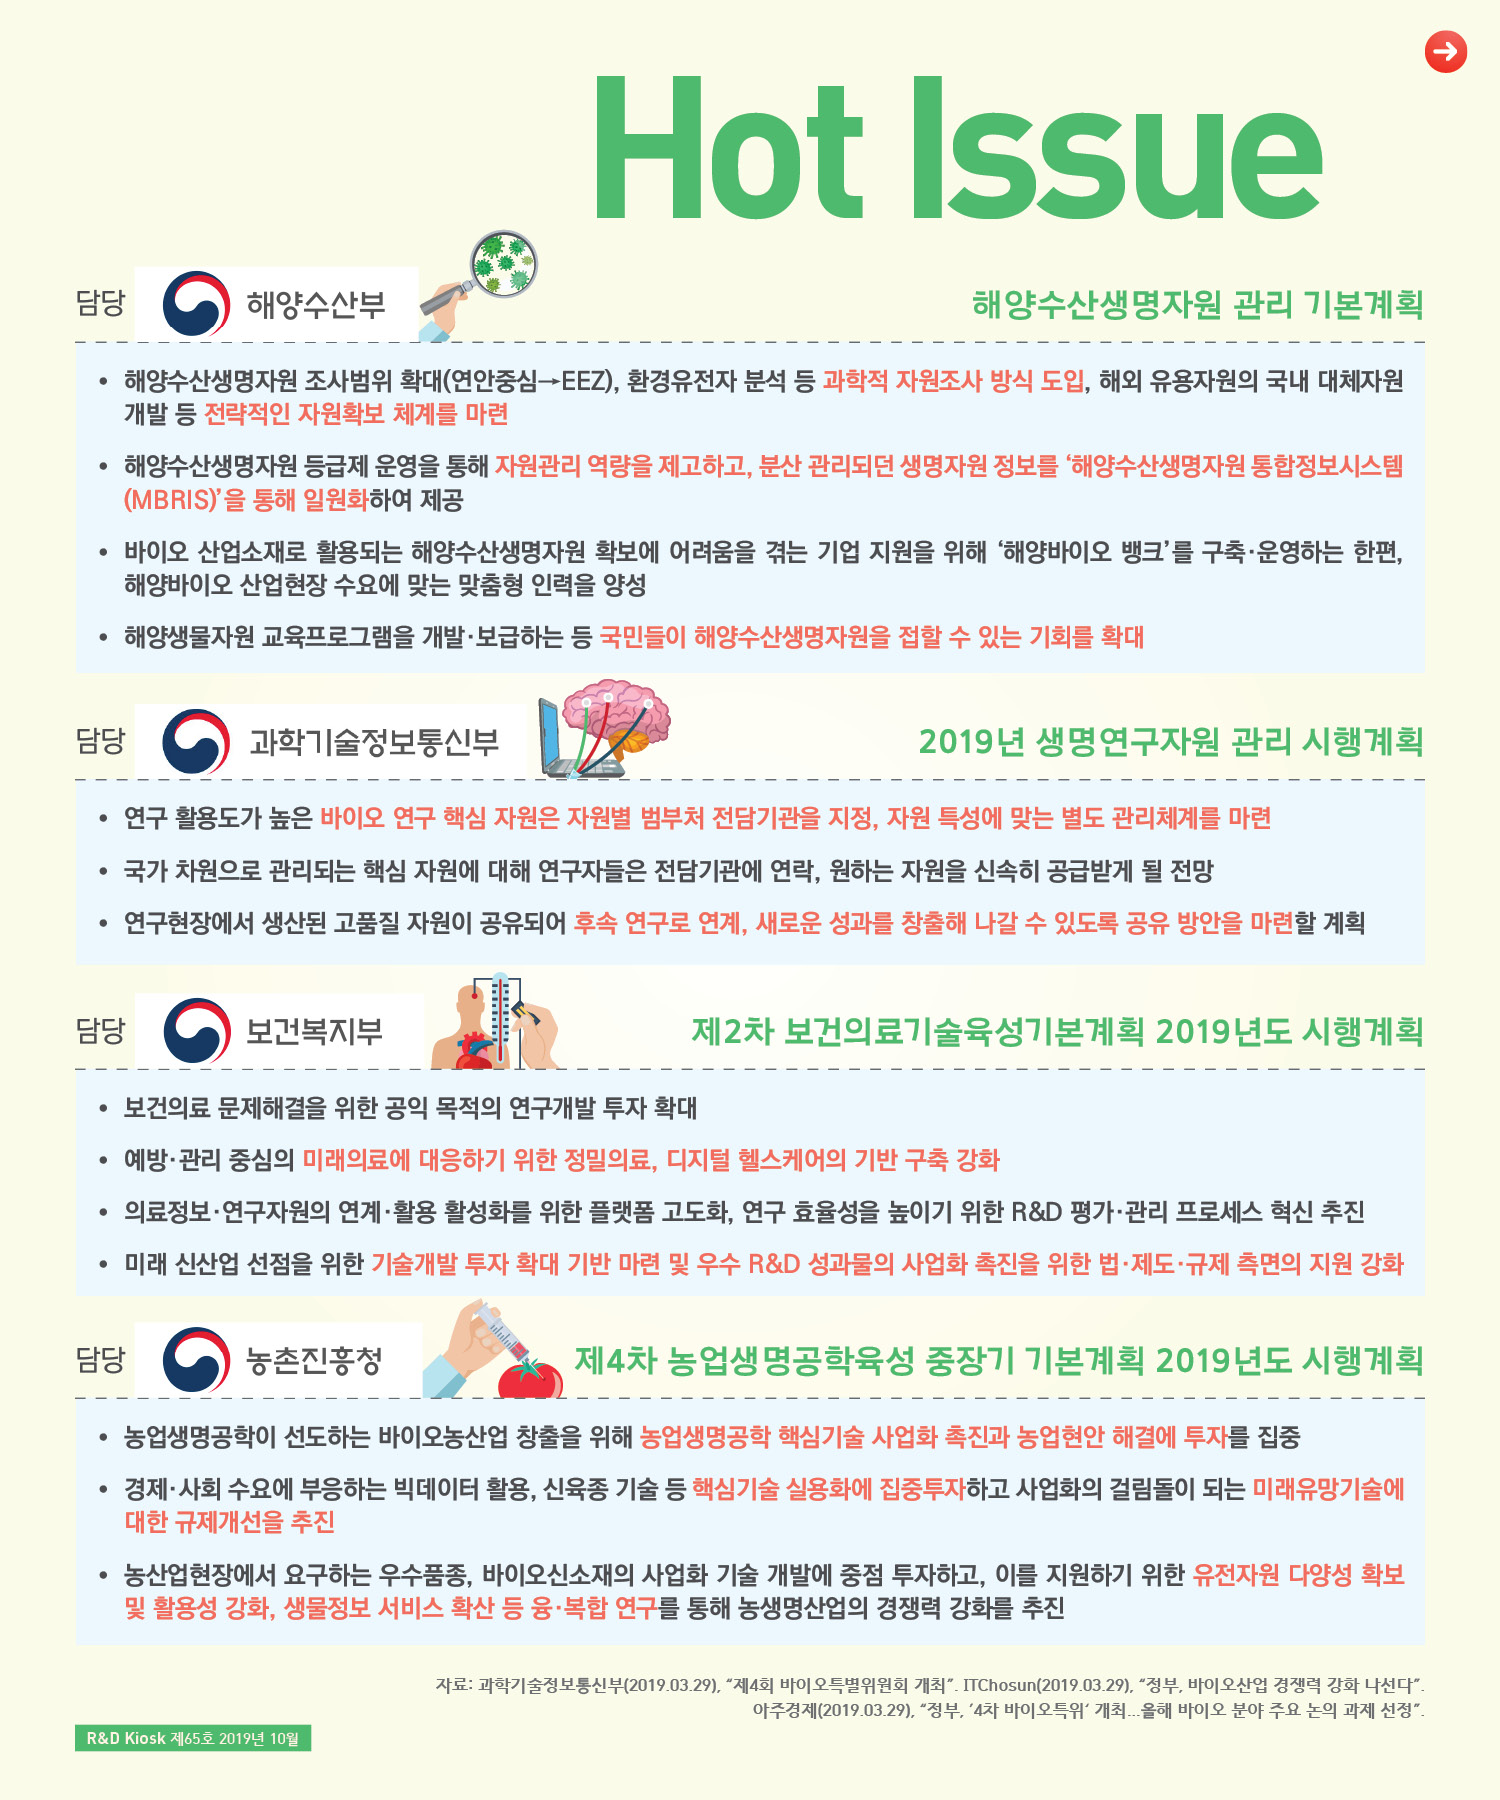 Hot Issue
담당 해양수산부 해양수산생명자원 관리 기본계획
• 해양수산생명자원 조사범위 확대(연안중심→EEZ), 환경유전자 분석 등 과학적 자원조사 방식 도입, 해외 유용자원의 국내 대체자원
개발 등 전략적인 자원확보 체계를 마련
• 해양수산생명자원 등급제 운영을 통해 자원관리 역량을 제고하고, 분산 관리되던 생명자원 정보를 ‘해양수산생명자원 통합정보시스템
(MBRIS)’을 통해 일원화하여 제공
• 바이오 산업소재로 활용되는 해양수산생명자원 확보에 어려움을 겪는 기업 지원을 위해 ‘해양바이오 뱅크’를 구축·운영하는 한편,
해양바이오 산업현장 수요에 맞는 맞춤형 인력을 양성
• 해양생물자원 교육프로그램을 개발·보급하는 등 국민들이 해양수산생명자원을 접할 수 있는 기회를 확대
담당 과학기술정보통신부 2019년 생명연구자원 관리 시행계획
• 연구 활용도가 높은 바이오 연구 핵심 자원은 자원별 범부처 전담기관을 지정, 자원 특성에 맞는 별도 관리체계를 마련
• 국가 차원으로 관리되는 핵심 자원에 대해 연구자들은 전담기관에 연락, 원하는 자원을 신속히 공급받게 될 전망
• 연구현장에서 생산된 고품질 자원이 공유되어 후속 연구로 연계, 새로운 성과를 창출해 나갈 수 있도록 공유 방안을 마련할 계획
담당 보건복지부 제2차 보건의료기술육성기본계획 2019년도 시행계획
• 보건의료 문제해결을 위한 공익 목적의 연구개발 투자 확대
• 예방·관리 중심의 미래의료에 대응하기 위한 정밀의료, 디지털 헬스케어의 기반 구축 강화
• 의료정보·연구자원의 연계·활용 활성화를 위한 플랫폼 고도화, 연구 효율성을 높이기 위한 R&D 평가·관리 프로세스 혁신 추진
• 미래 신산업 선점을 위한 기술개발 투자 확대 기반 마련 및 우수 R&D 성과물의 사업화 촉진을 위한 법·제도·규제 측면의 지원 강화
담당 농촌진흥청 제4차 농업생명공학육성 중장기 기본계획 2019년도 시행계획
• 농업생명공학이 선도하는 바이오농산업 창출을 위해 농업생명공학 핵심기술 사업화 촉진과 농업현안 해결에 투자를 집중
• 경제·사회 수요에 부응하는 빅데이터 활용, 신육종 기술 등 핵심기술 실용화에 집중투자하고 사업화의 걸림돌이 되는 미래유망기술에
대한 규제개선을 추진
• 농산업현장에서 요구하는 우수품종, 바이오신소재의 사업화 기술 개발에 중점 투자하고, 이를 지원하기 위한 유전자원 다양성 확보
및 활용성 강화, 생물정보 서비스 확산 등 융·복합 연구를 통해 농생명산업의 경쟁력 강화를 추진
자료: 과학기술정보통신부(2019.03.29), “제4회 바이오특별위원회 개최”. ITChosun(2019.03.29), “정부, 바이오산업 경쟁력 강화 나선다”.
아주경제(2019.03.29), “정부, ‘4차 바이오특위‘ 개최...올해 바이오 분야 주요 논의 과제 선정”.
R&D Kiosk 제65호 2019년 10월